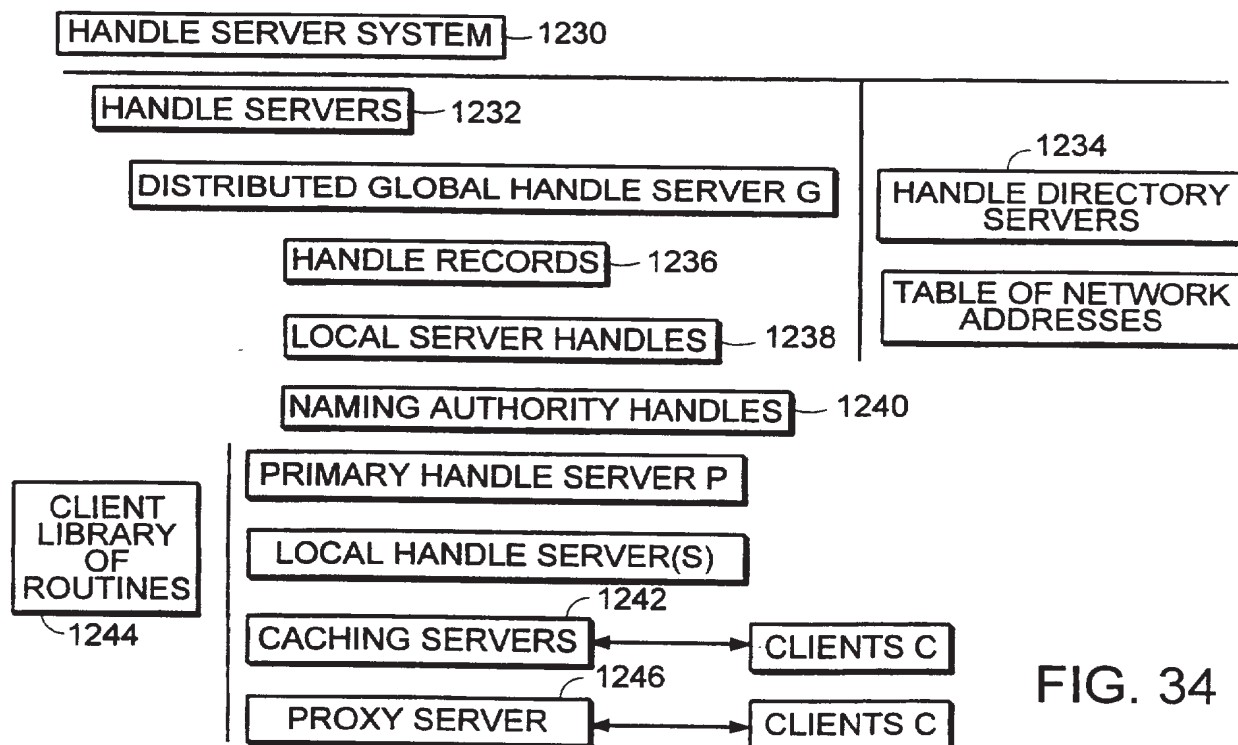 HANDLE SERVER SYSTEM 1230
HANDLE SERVERS 1232
1234
DISTRIBUTED GLOBAL HANDLE SERVER G
HANDLE DIRECTORY
SERVERS
HANDLE RECORDS 1236
TABLE OF NETWORK
ADDRESSES
LOCAL SERVER HANDLES 1238
NAMING AUTHORITY HANDLES 1240
PRIMARY HANDLE SERVER P
CLIENT
LIBRARY
OF
ROUTINES
1244
LOCAL HANDLE SERVER(S)
1242
CACHING SERVERS
CLIENTS C
1246
PROXY SERVER
CLIENTS C
FIG. 34